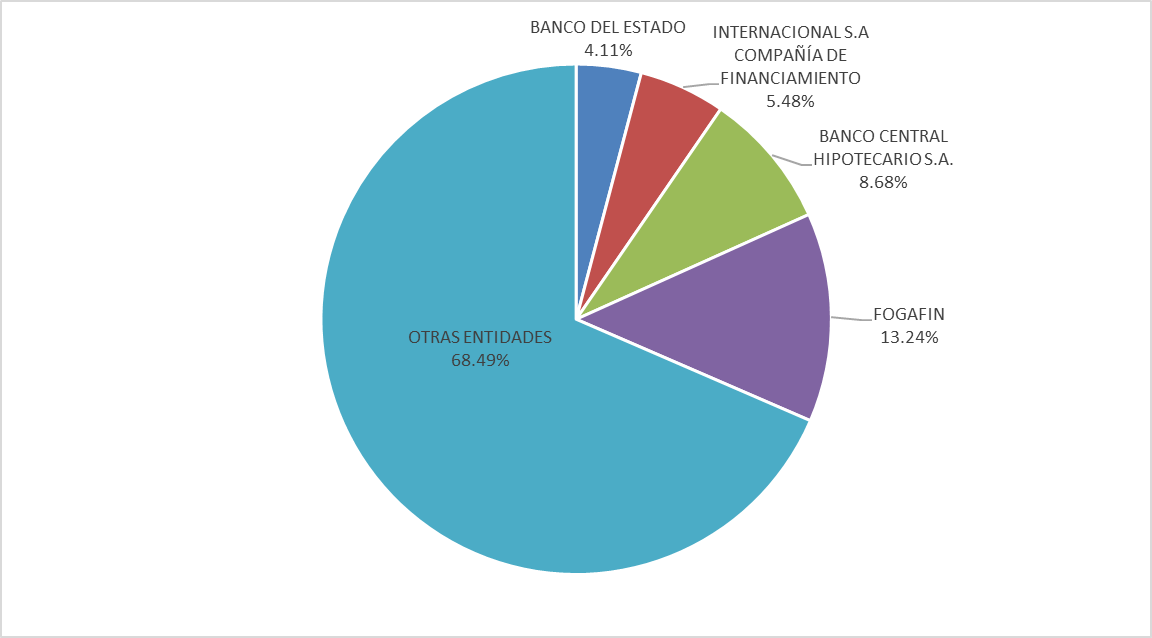 BANCO DEL ESTADO
4.11%
INTERNACIONAL S.A
COMPAÑÍA DE
FINANCIAMIENTO
5.48%
BANCO CENTRAL
HIPOTECARIO S.A.
8.68%
FOGAFIN
13.24%
OTRAS ENTIDADES
68.49%